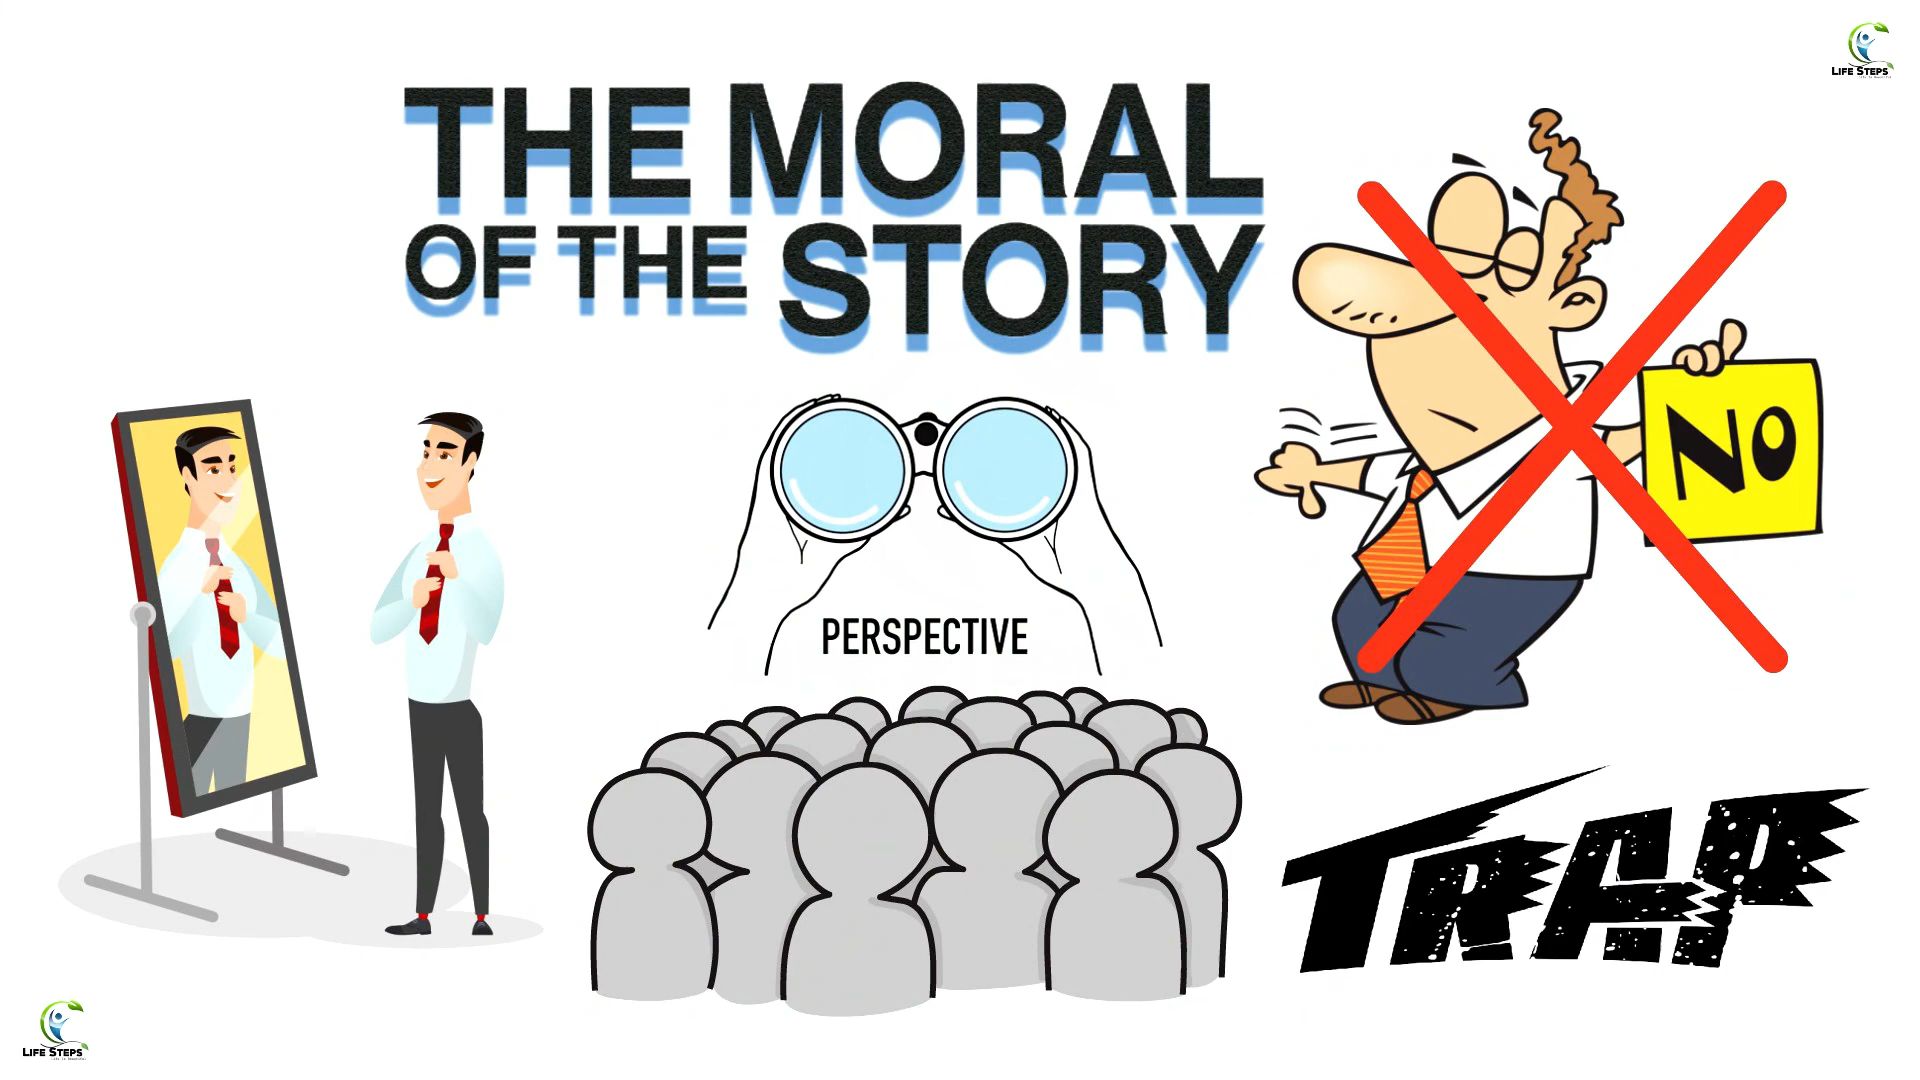 LIFE STEPS
THE MORAL
OF THE STORY
NO
PERSPECTIVE
TRAP
LIFE STEPS